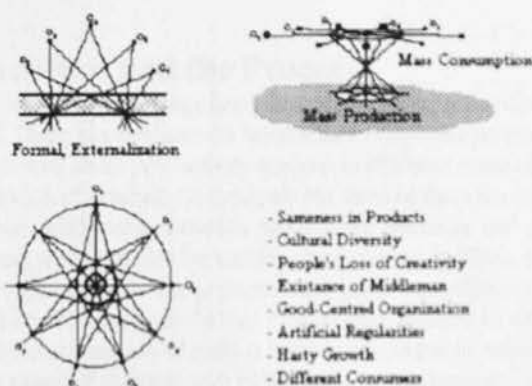 Mass Consumption
Mass Production
Formal, Externalization
- Sameness in Products
- Cultural Diversity
- People's Loss of Creativity
- Existance of Middleman
- Good-Centred Organization
- Artificial Regularities
- Hasty Growth
- Different Consumers